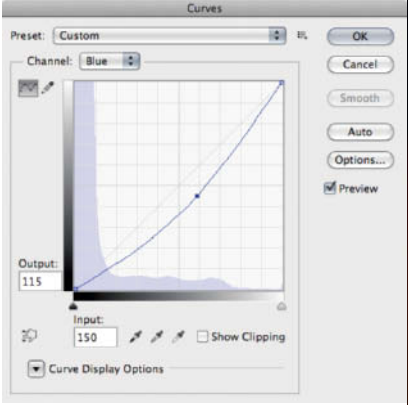 Curves
Preset: Custom
OK
Channel: Blue
Cancel
Smooth
Auto
Options...
Preview
Output:
115
Input:
150
Show Clipping
Curve Display Options